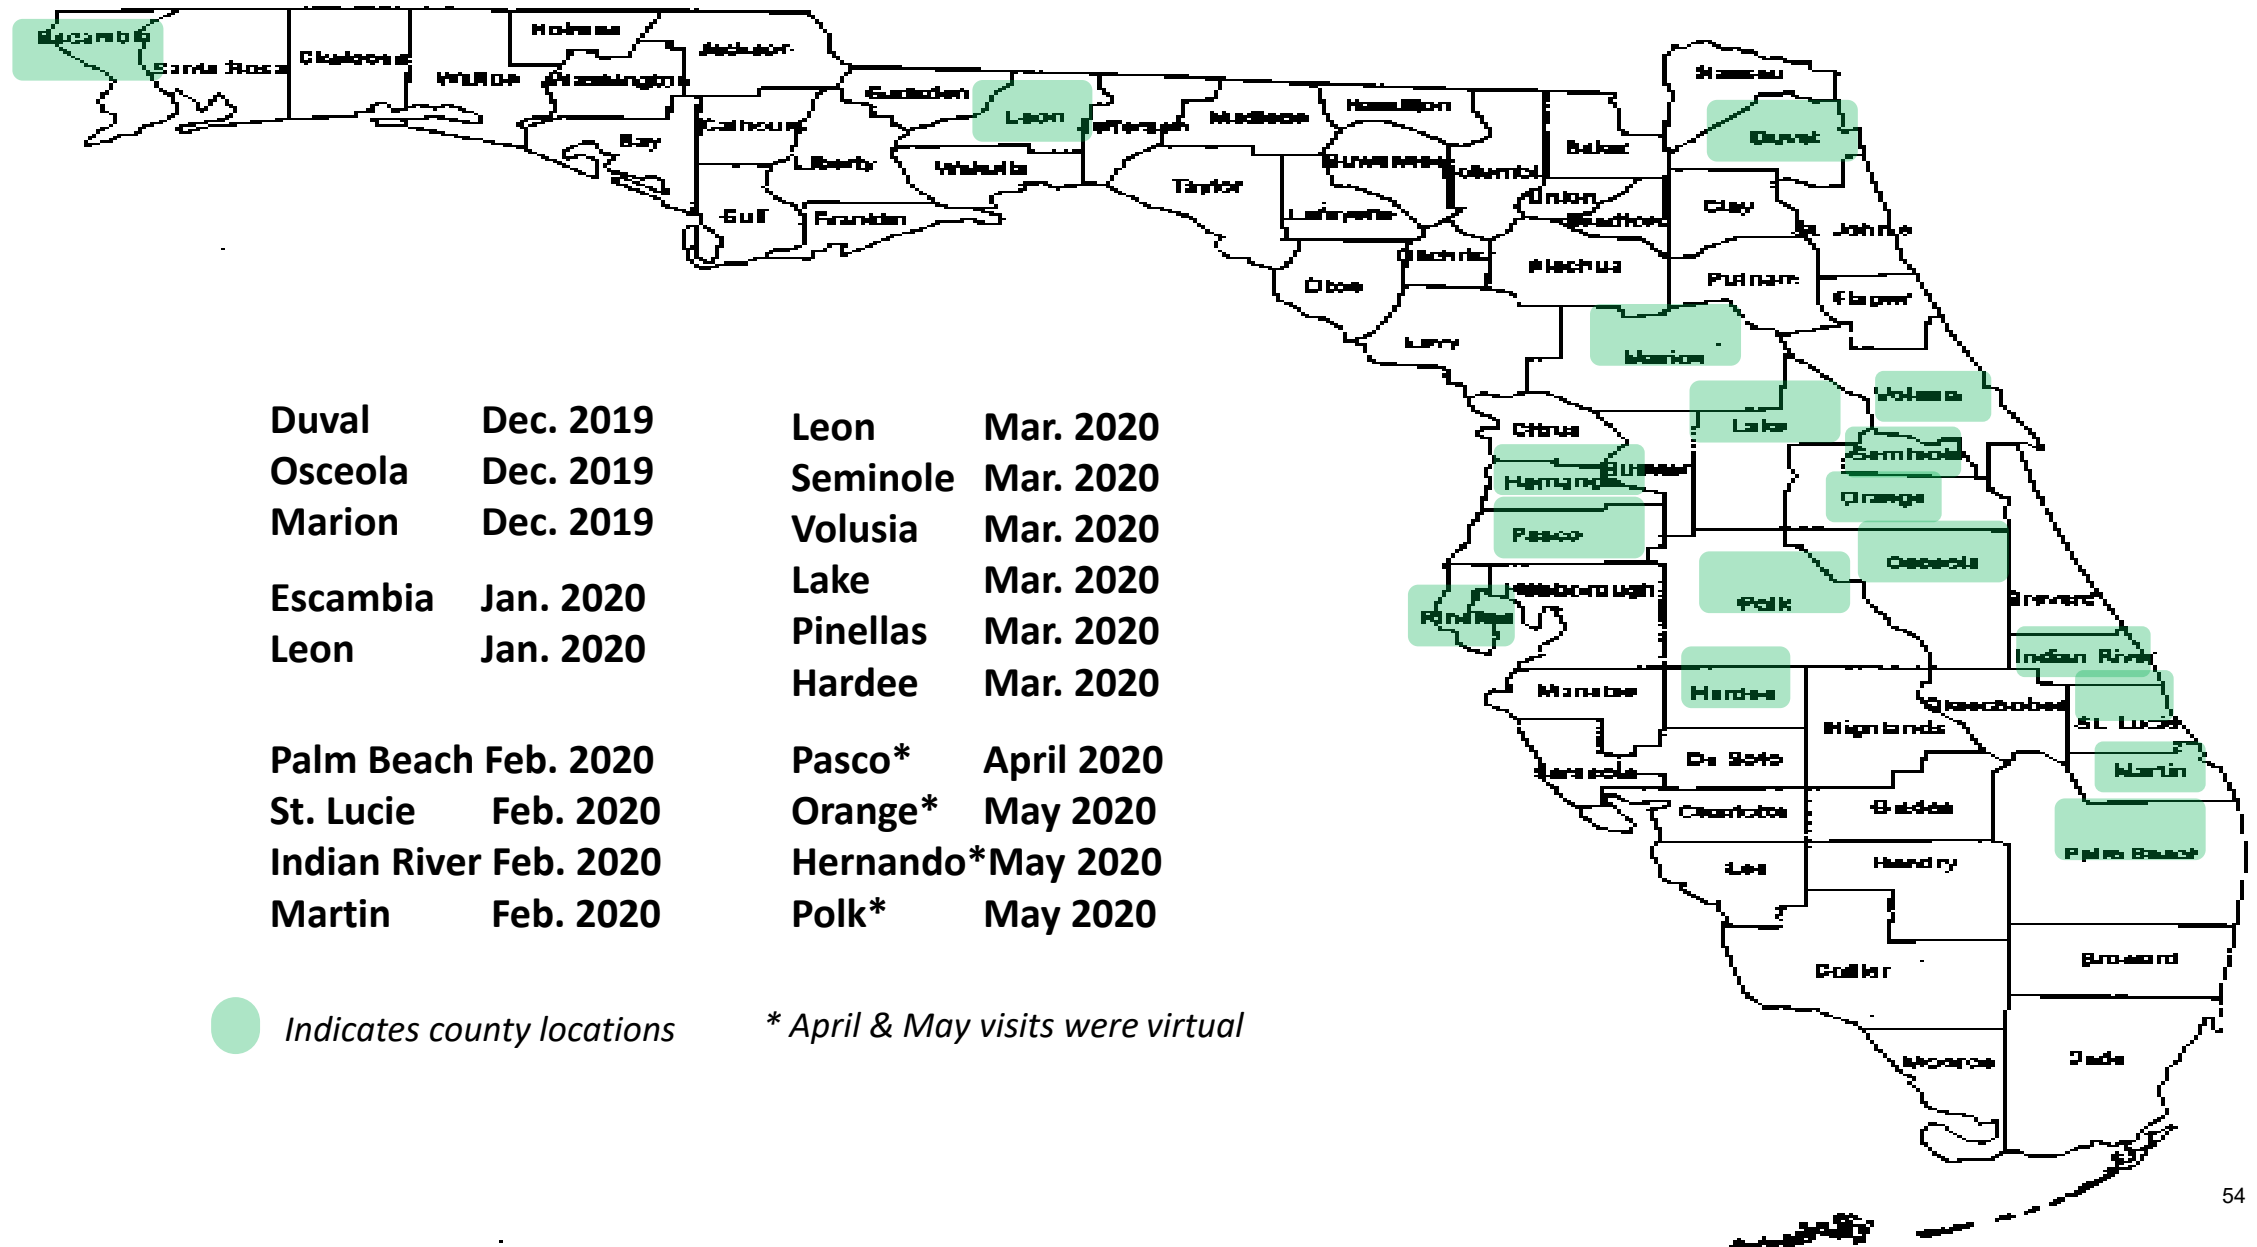 Escambia
Santa Rosa
Okaloosa
Walton
Holmes
Washington
Jackson
Bay
Calhoun
Gulf
Liberty
Gadsden
Franklin
Leon
Wakulla
Jefferson
Madison
Taylor
Hamilton
Suwannee
Lafayette
Columbia
Baker
Union
Bradford
Nassau
Duval
Clay
St. Johns
Dixie
Gilchrist
Alachua
Putnam
Flagler
Levy
Marion
Volusia
Lake
Citrus
Sumter
Seminole
Hernando
Orange
Pasco
Osceola
Hillsborough
Polk
Pinellas
Brevard
Indian River
Manatee
Hardee
Okeechobee
St. Lucie
Highlands
De Soto
Sarasota
Martin
Charlotte
Glades
Palm Beach
Lee
Hendry
Collier
Broward
Monroe
Dade
Duval Dec. 2019
Osceola Dec. 2019
Marion Dec. 2019
Escambia Jan. 2020
Leon Jan. 2020
Palm Beach Feb. 2020
St. Lucie Feb. 2020
Indian River Feb. 2020
Martin Feb. 2020
Leon Mar. 2020
Seminole Mar. 2020
Volusia Mar. 2020
Lake Mar. 2020
Pinellas Mar. 2020
Hardee Mar. 2020
Pasco* April 2020
Orange* May 2020
Hernando* May 2020
Polk* May 2020
Indicates county locations
* April & May visits were virtual
54